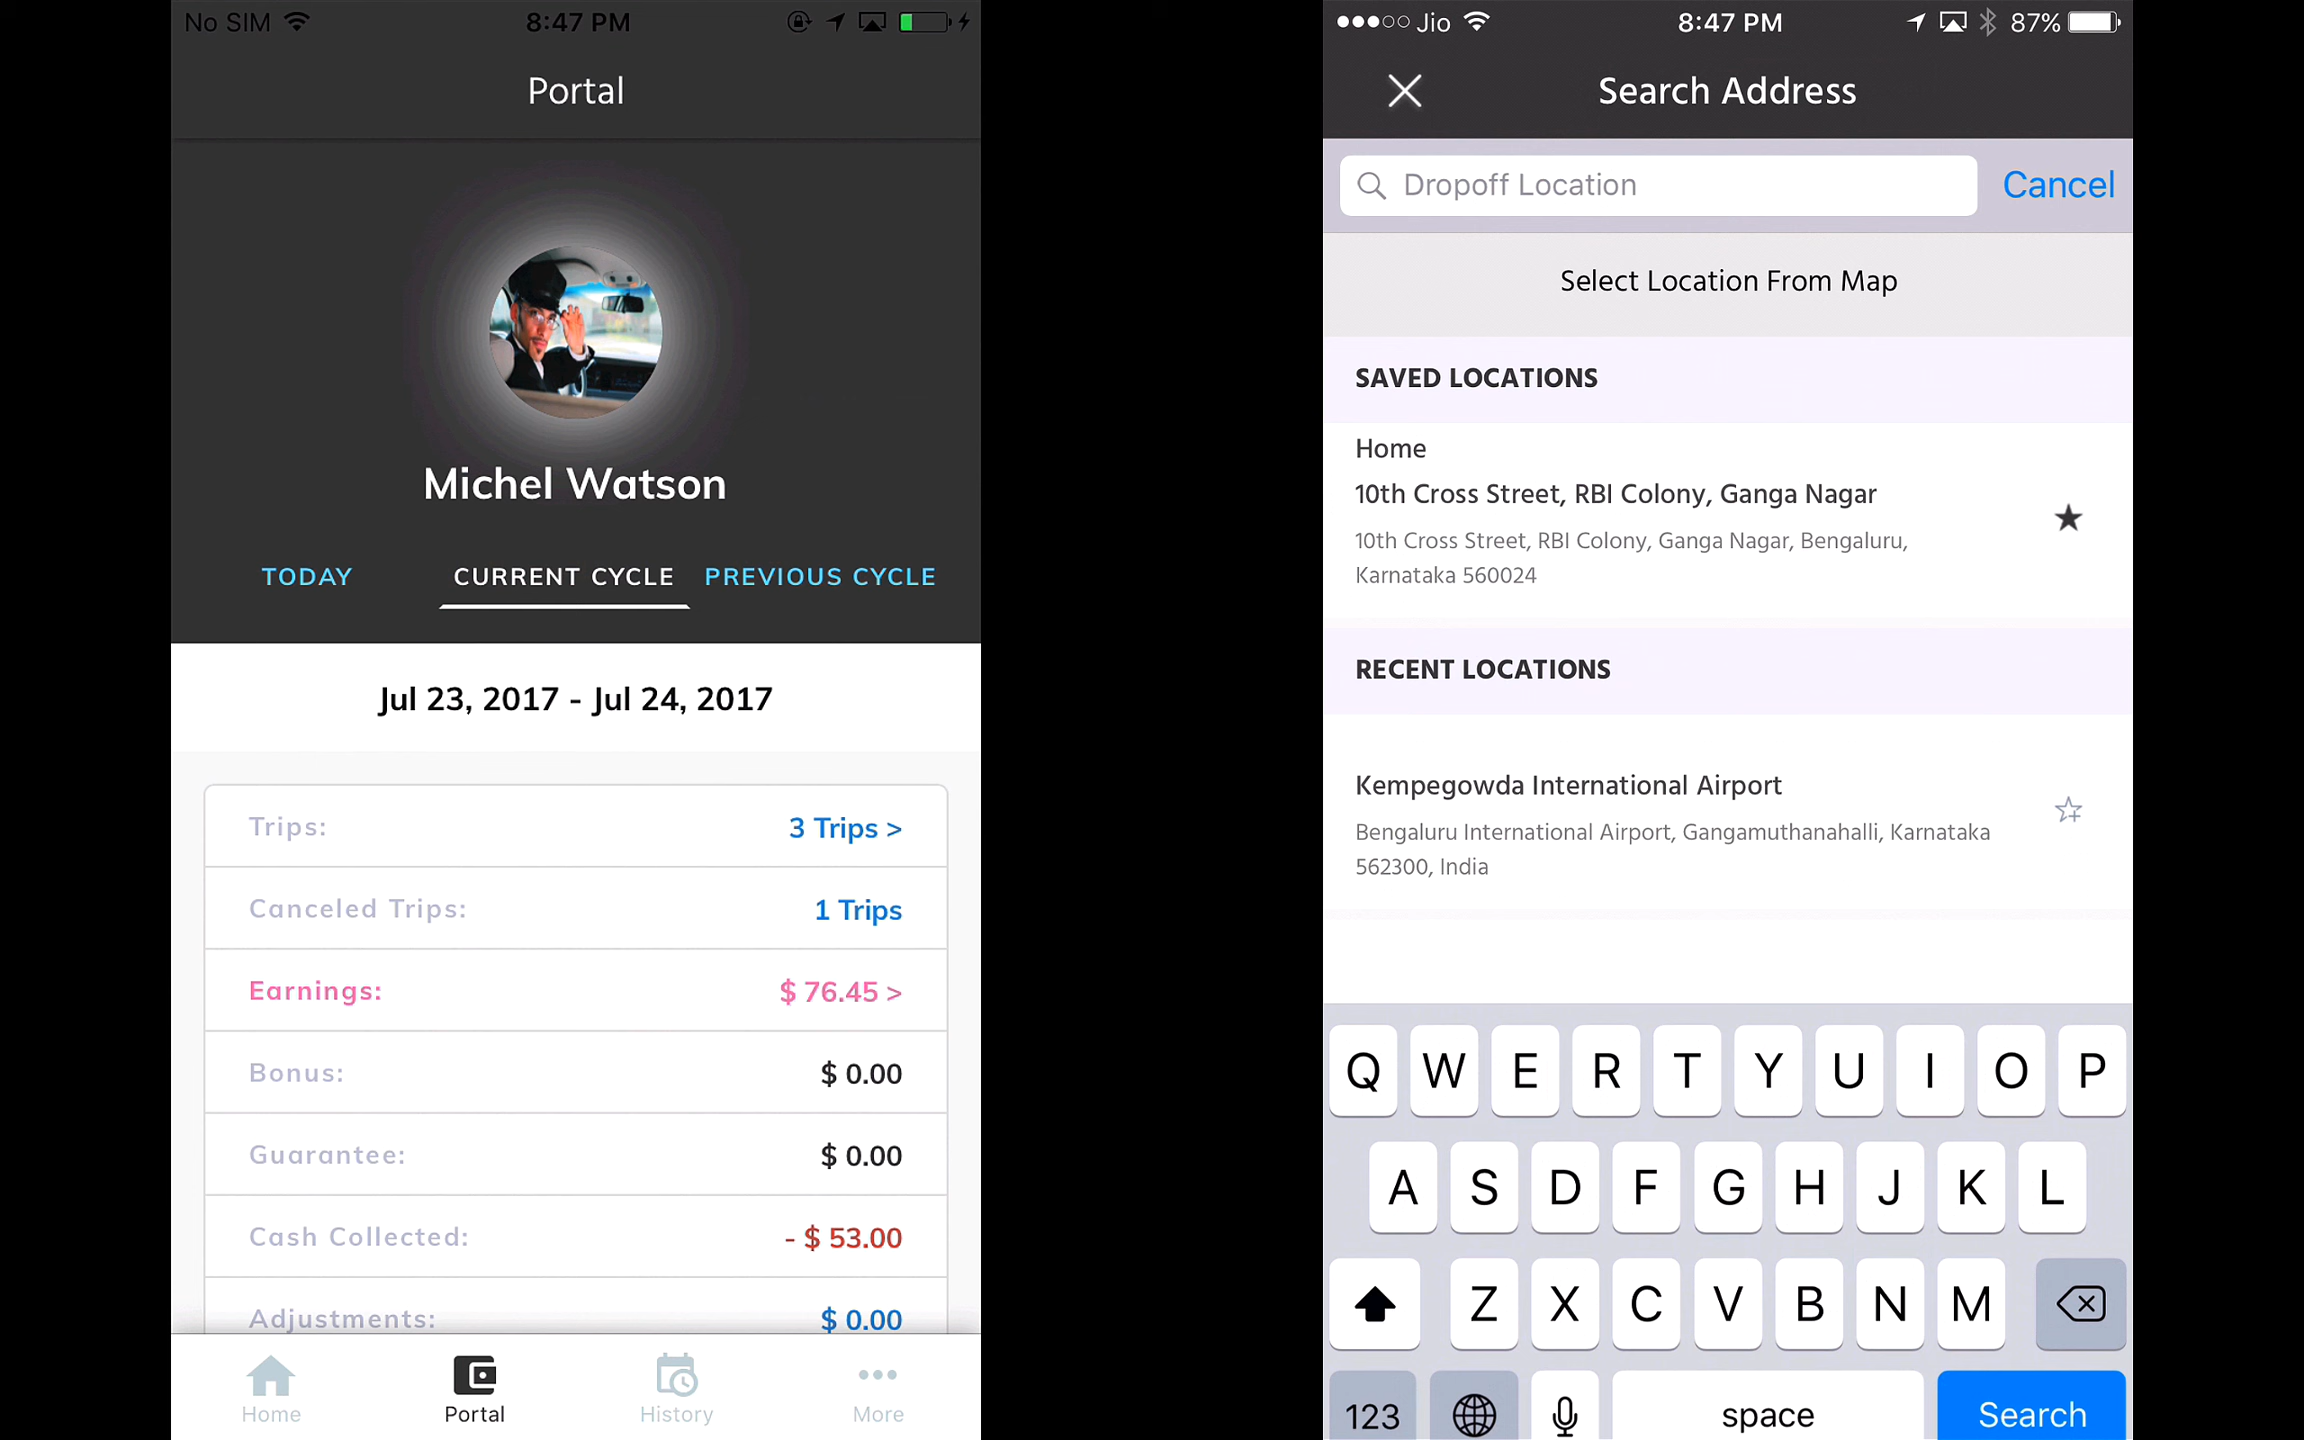 No SIM 8:47 PM
Portal
Michel Watson
TODAY CURRENT CYCLE PREVIOUS CYCLE
Jul 23, 2017 - Jul 24, 2017
Trips: 3 Trips >
Canceled Trips: 1 Trips
Earnings: $ 76.45 >
Bonus: $ 0.00
Guarantee: $ 0.00
Cash Collected: - $ 53.00
Adjustments: $ 0.00
Home Portal History More
Jio 8:47 PM 87%
Search Address
Dropoff Location Cancel
Select Location From Map
SAVED LOCATIONS
Home
10th Cross Street, RBI Colony, Ganga Nagar
10th Cross Street, RBI Colony, Ganga Nagar, Bengaluru,
Karnataka 560024
RECENT LOCATIONS
Kempegowda International Airport
Bengaluru International Airport, Gangamuthanahalli, Karnataka
562300, India
Q W E R T Y U I O P
A S D F G H J K L
Z X C V B N M
123 space Search